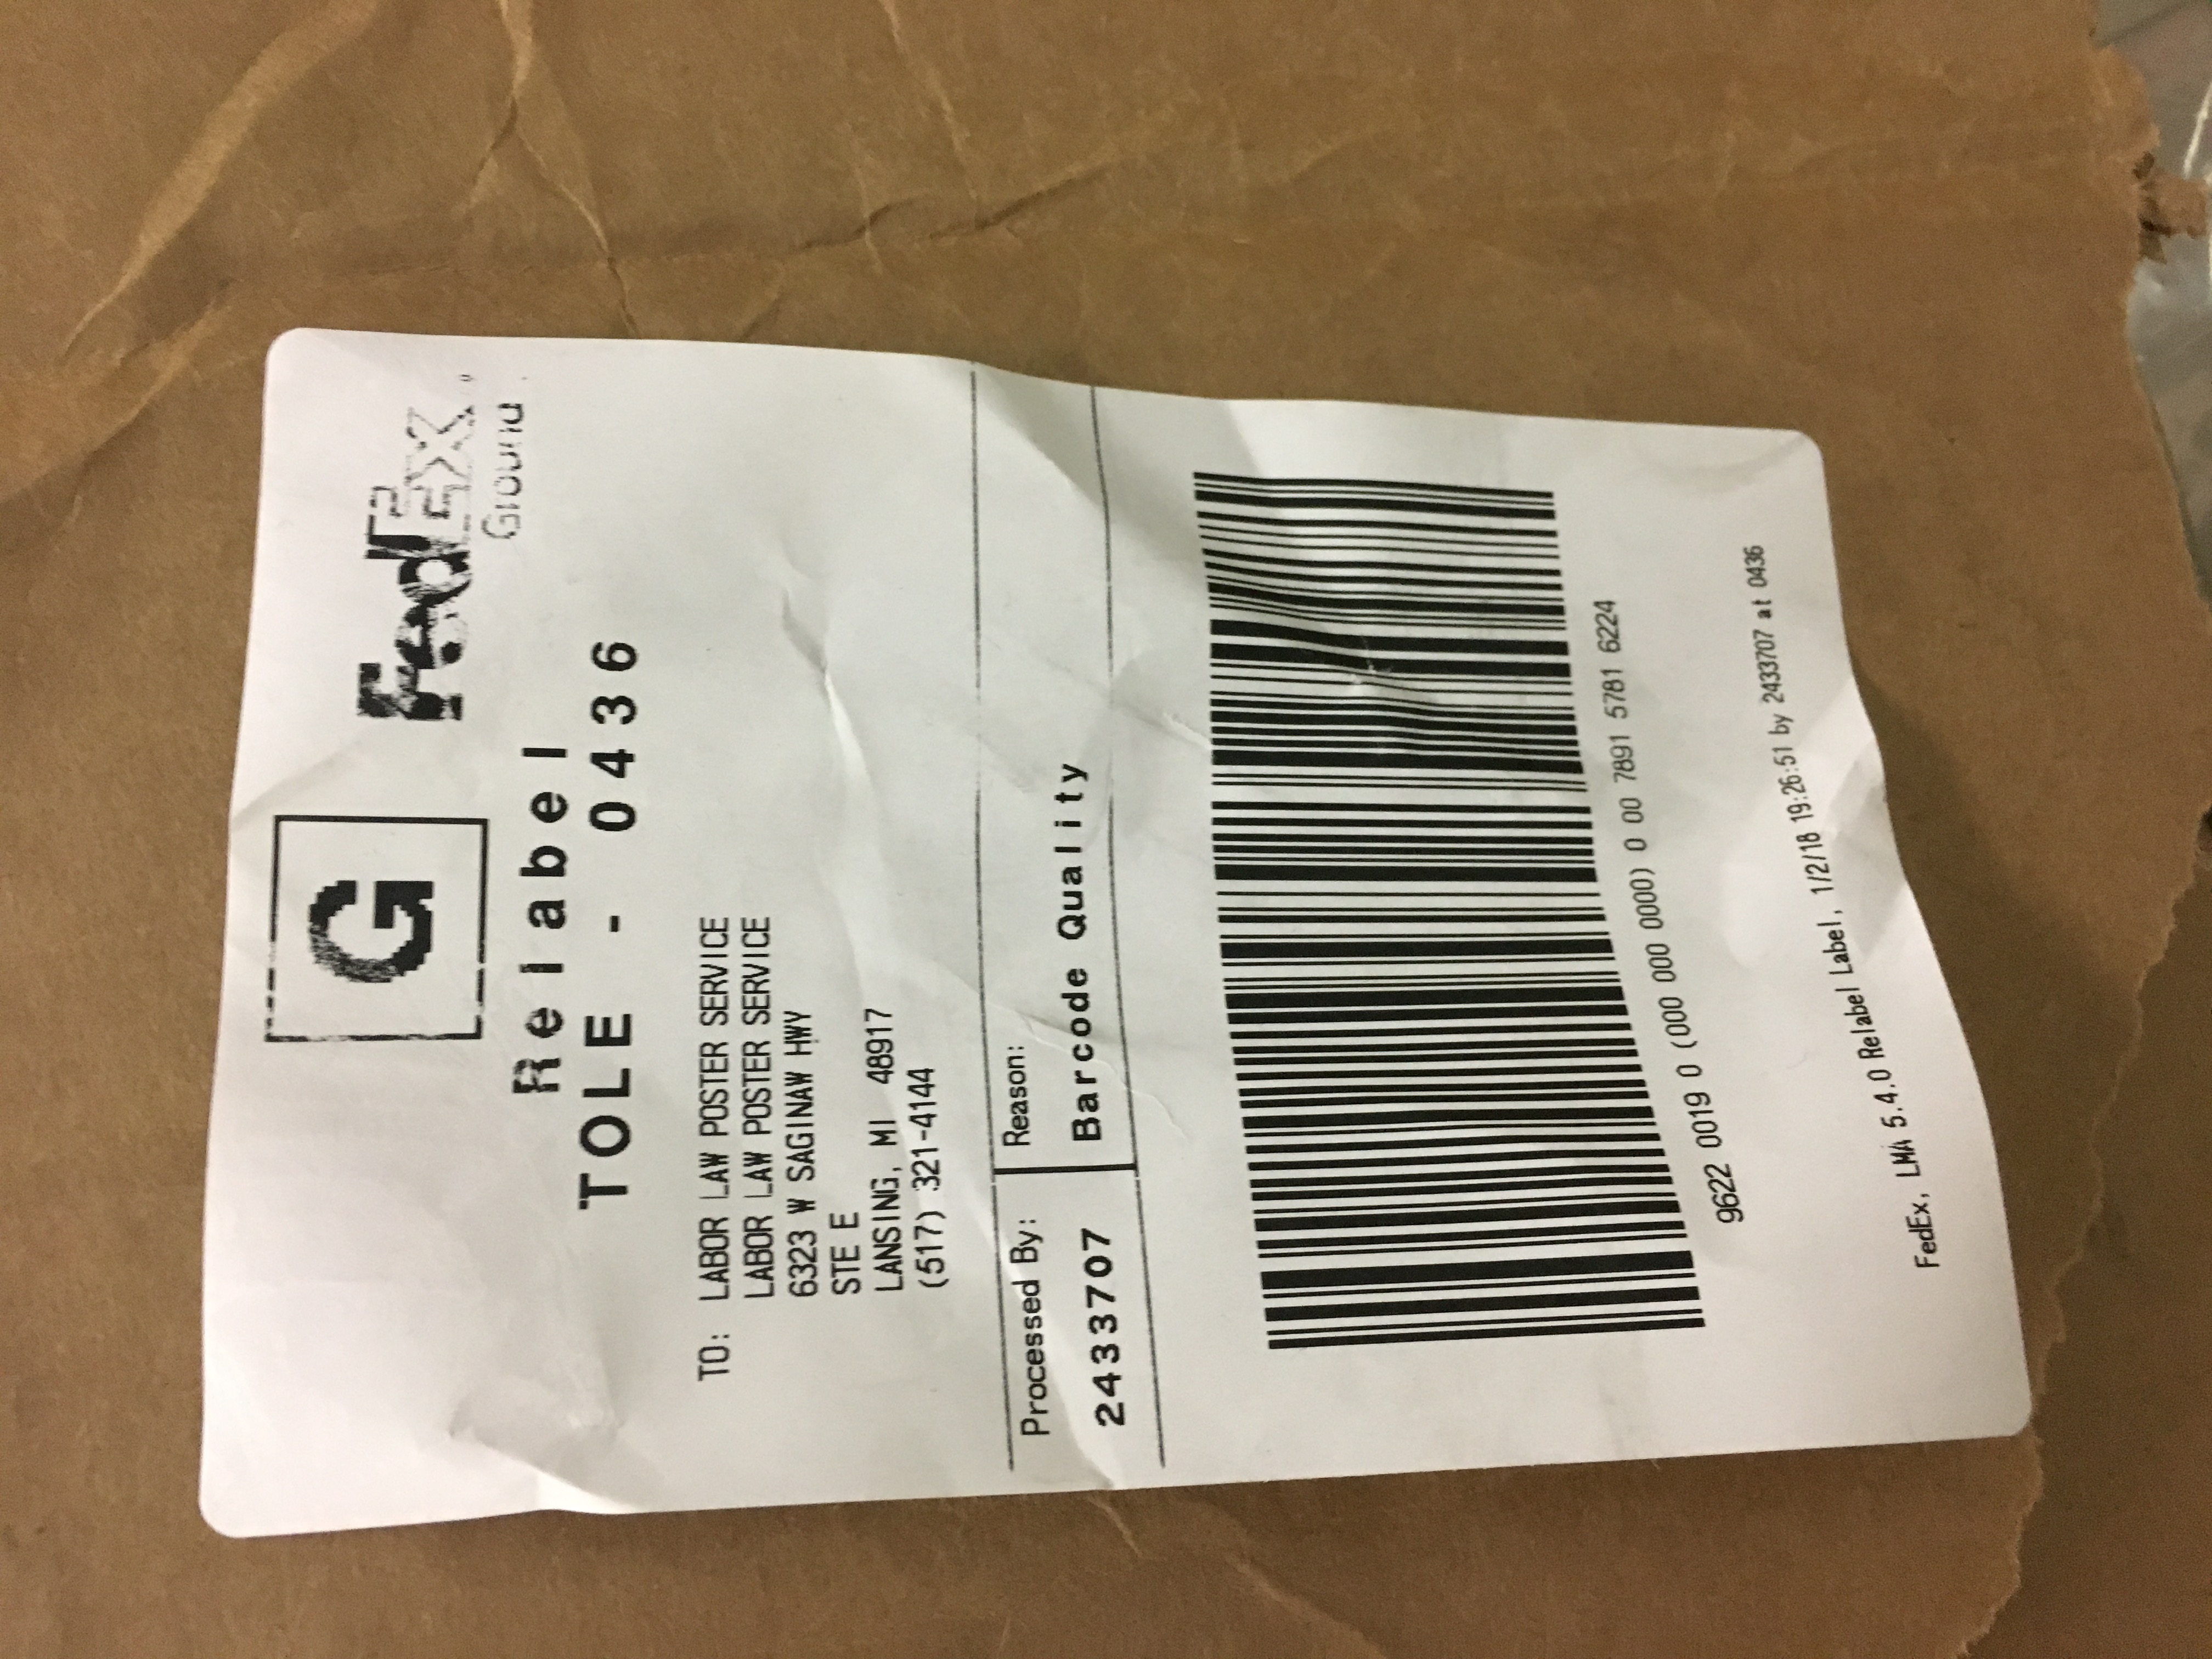 G
FedEx
Ground
Relabel
TOLE - 0436
TO: LABOR LAW POSTER SERVICE
LABOR LAW POSTER SERVICE
6323 W SAGINAW HWY
STE E
LANSING, MI 48917
(517) 321-4144
Processed By: Reason:
2433707 Barcode Quality
9622 0019 0 (000 000 0000) 0 00 7891 5781 6224
FedEx, LMA 5.4.0 Relabel Label, 1/2/18 19:26:51 by 2433707 at 0436